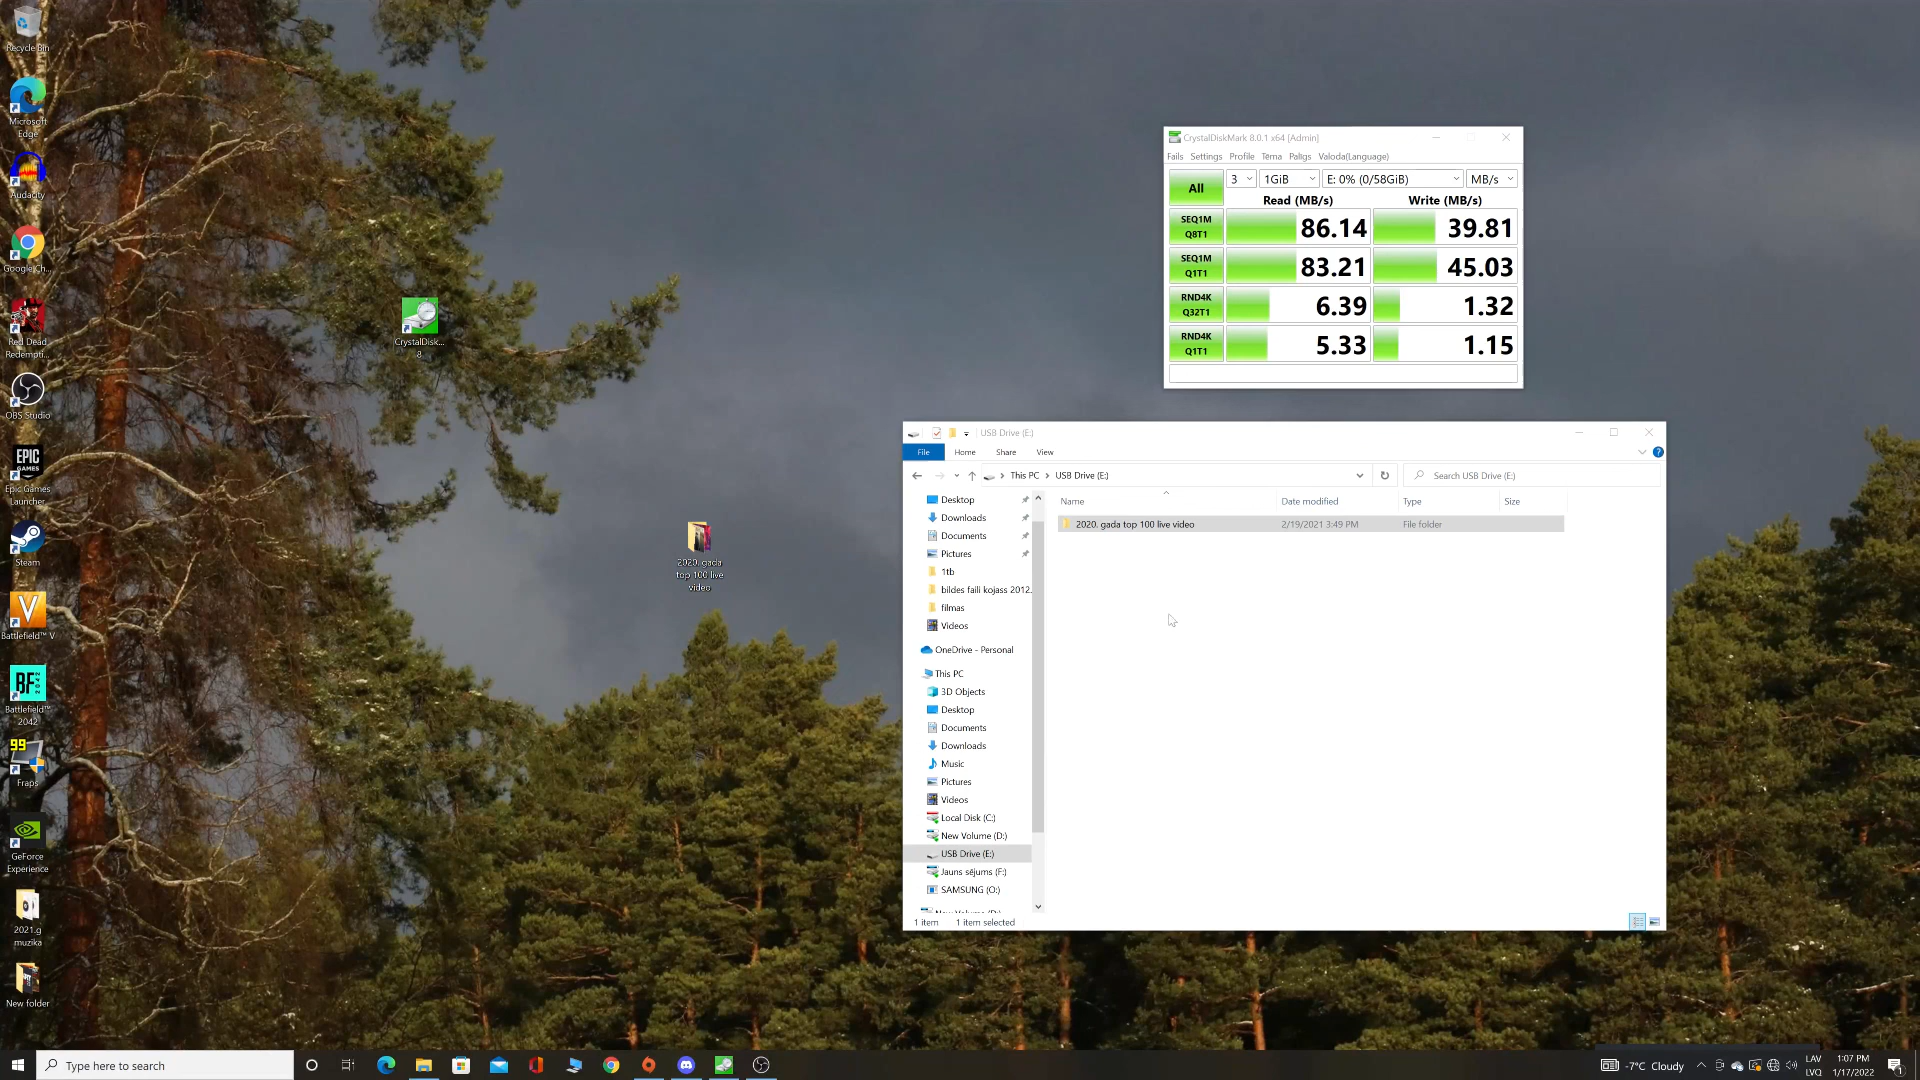 Recycle Bin
Microsoft
Edge
Audacity
Google Ch...
Red Dead
Redempti...
OBS Studio
EPIC
GAMES
Epic Games
Launcher
Steam
V
Battlefield™ V
BF
2042
Battlefield™
2042
99
Fraps
GeForce
Experience
2021.g
muzika
New folder
CrystalDisk...
8
2020. gada
top 100 live
video
CrystalDiskMark 8.0.1 x64 [Admin]
Fails Settings Profile Tēma Palīgs Valoda(Language)
All 3 1GiB E: 0% (0/58GiB) MB/s
Read (MB/s) Write (MB/s)
SEQ1M
Q8T1 86.14 39.81
SEQ1M
Q1T1 83.21 45.03
RND4K
Q32T1 6.39 1.32
RND4K
Q1T1 5.33 1.15
USB Drive (E:)
File Home Share View
This PC USB Drive (E:) Search USB Drive (E:)
Name Date modified Type Size
2020. gada top 100 live video 2/19/2021 3:49 PM File folder
Desktop
Downloads
Documents
Pictures
1tb
bildes faili kojass 2012.
filmas
Videos
OneDrive - Personal
This PC
3D Objects
Desktop
Documents
Downloads
Music
Pictures
Videos
Local Disk (C:)
New Volume (D:)
USB Drive (E:)
Jauns sējums (F:)
SAMSUNG (O:)
1 item 1 item selected
Type here to search
-7°C Cloudy
LAV
LVQ
1:07 PM
1/17/2022